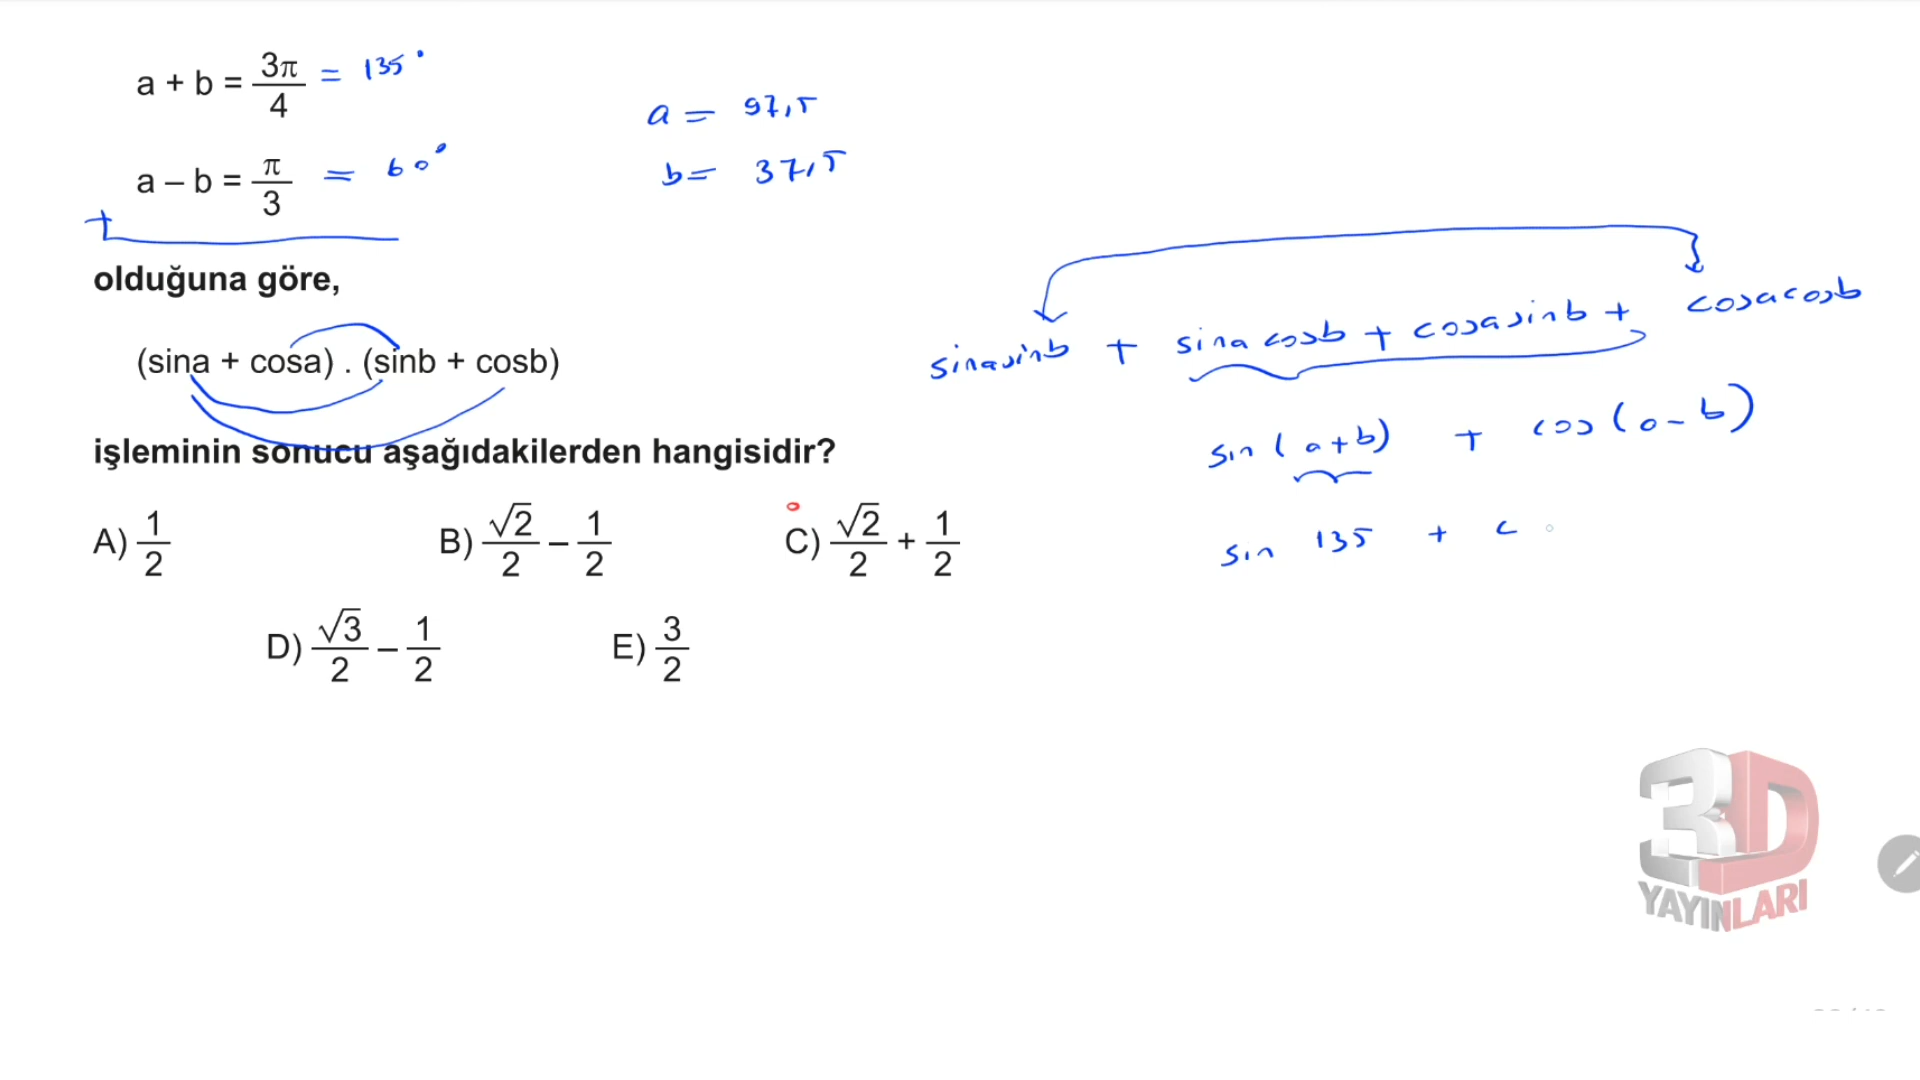 a + b = 3π/4 = 135°
a – b = π/3 = 60°
a = 97,5
b = 37,5
olduğuna göre,
(sina + cosa) . (sinb + cosb)
işleminin sonucu aşağıdakilerden hangisidir?
A) 1/2 B) √2/2 – 1/2 C) √2/2 + 1/2
D) √3/2 – 1/2 E) 3/2
sinasinb + sinacosb + cosasinb + cosacosb
sin(a+b) + cos(a-b)
sin 135 + c
3D
YAYINLARI